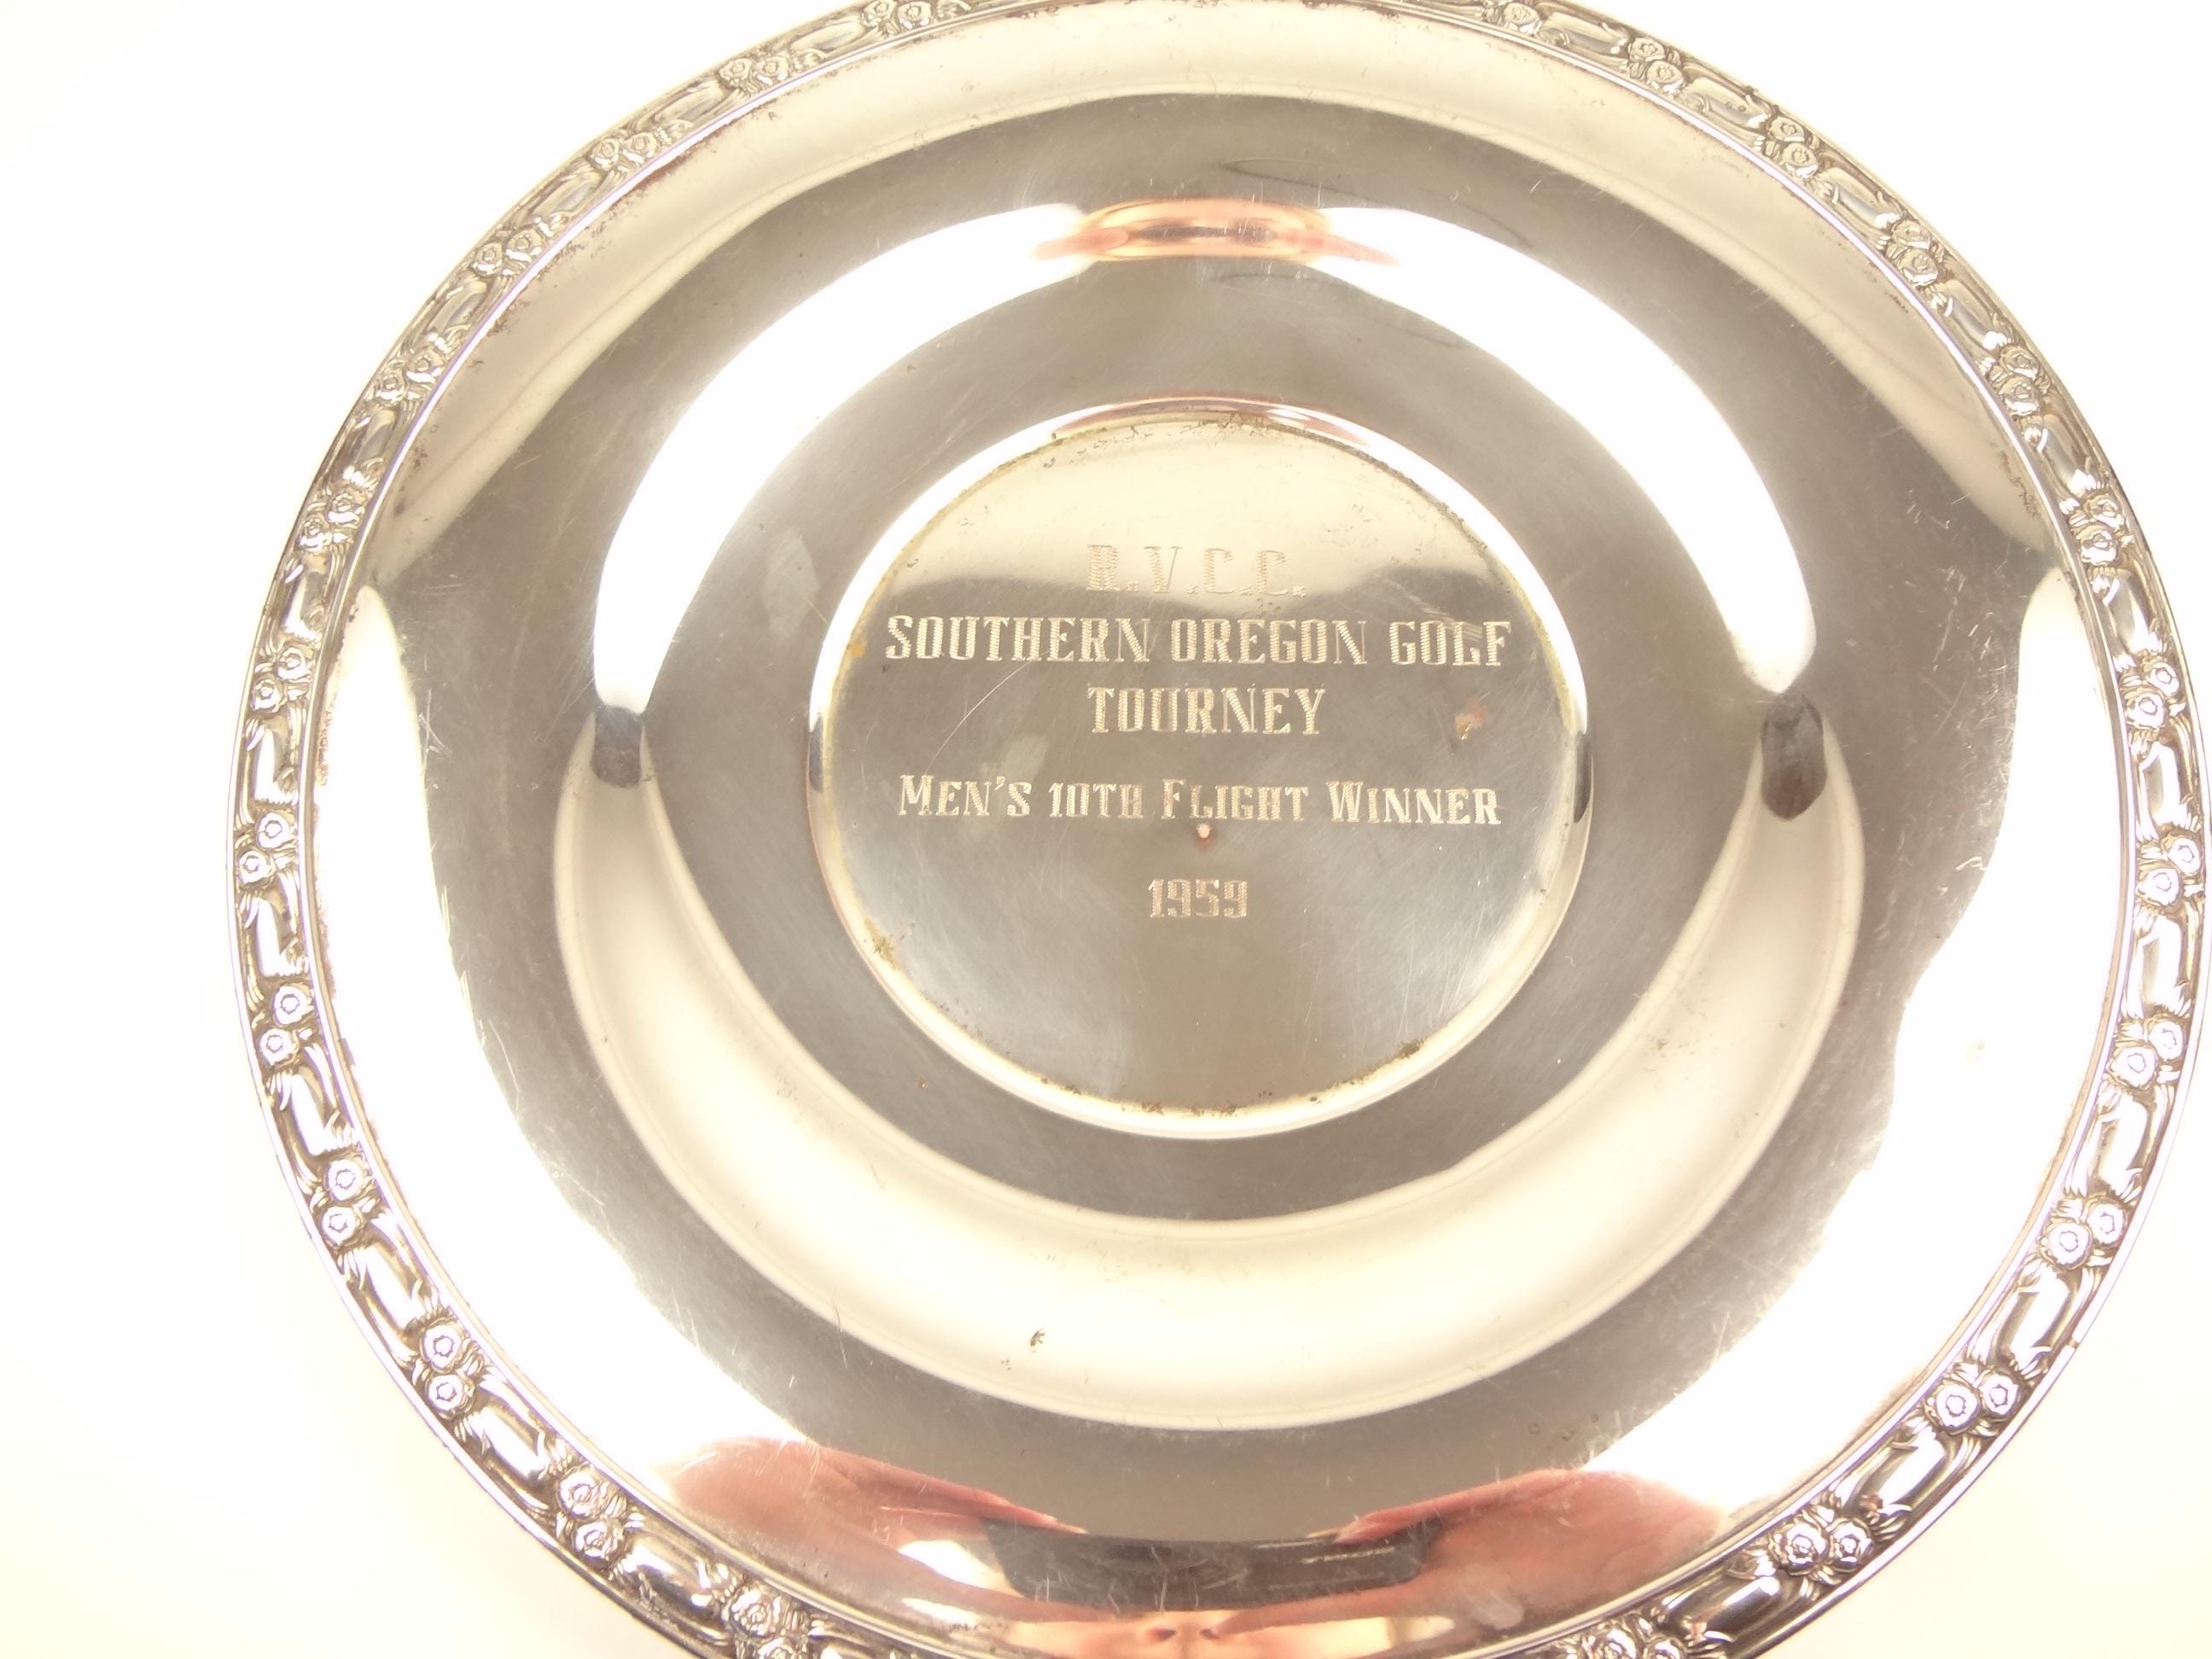 R.V.C.C.
SOUTHERN OREGON GOLF
TOURNEY
MEN'S 10TH FLIGHT WINNER
1959